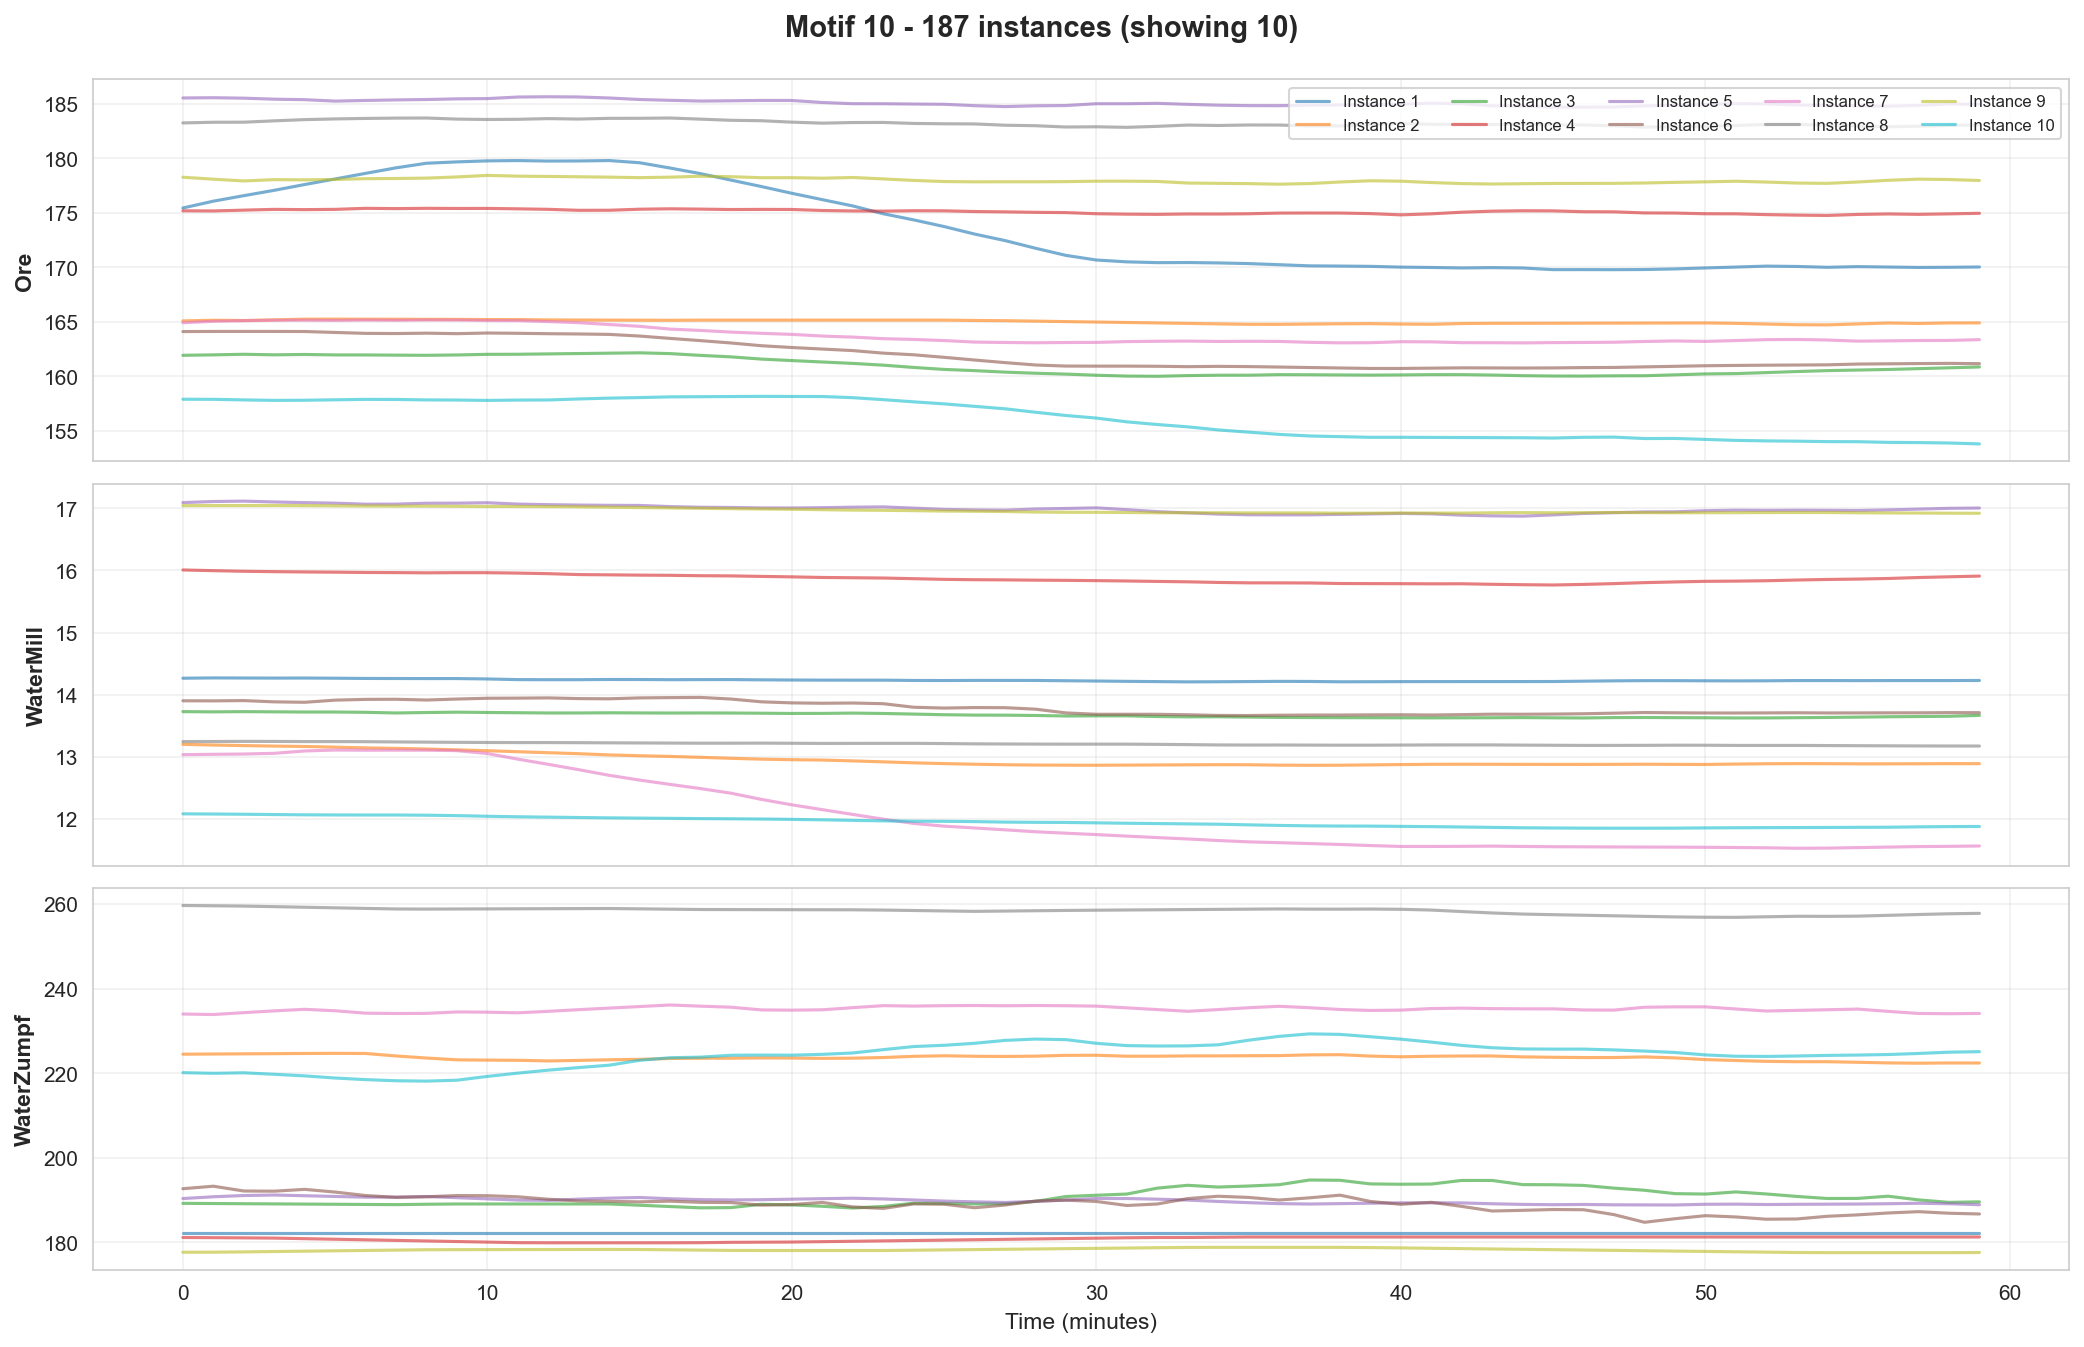 Motif 10 - 187 instances (showing 10)
Instance 1 Instance 3 Instance 5 Instance 7 Instance 9
Instance 2 Instance 4 Instance 6 Instance 8 Instance 10
Ore
185
180
175
170
165
160
155
WaterMill
17
16
15
14
13
12
WaterZumpf
260
240
220
200
180
0 10 20 30 40 50 60
Time (minutes)